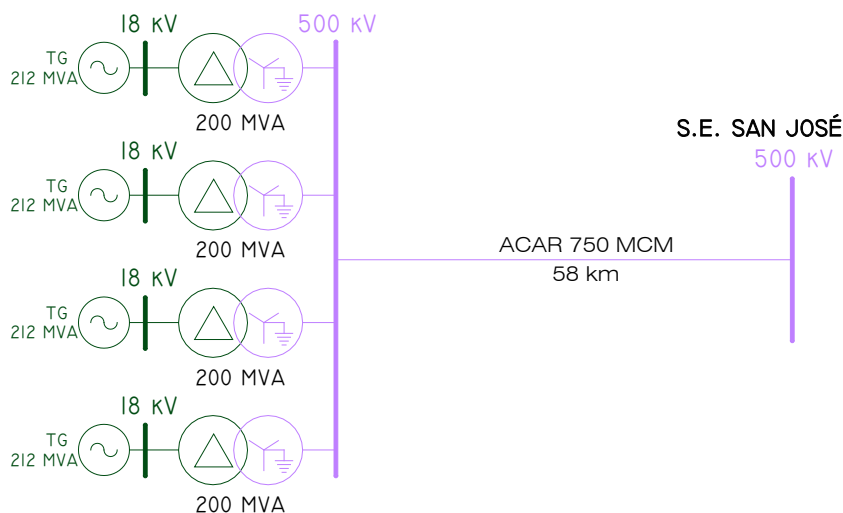 18 KV
500 KV
TG
212 MVA
200 MVA
18 KV
TG
212 MVA
200 MVA
S.E. SAN JOSÉ
500 KV
ACAR 750 MCM
58 km
18 KV
TG
212 MVA
200 MVA
18 KV
TG
212 MVA
200 MVA